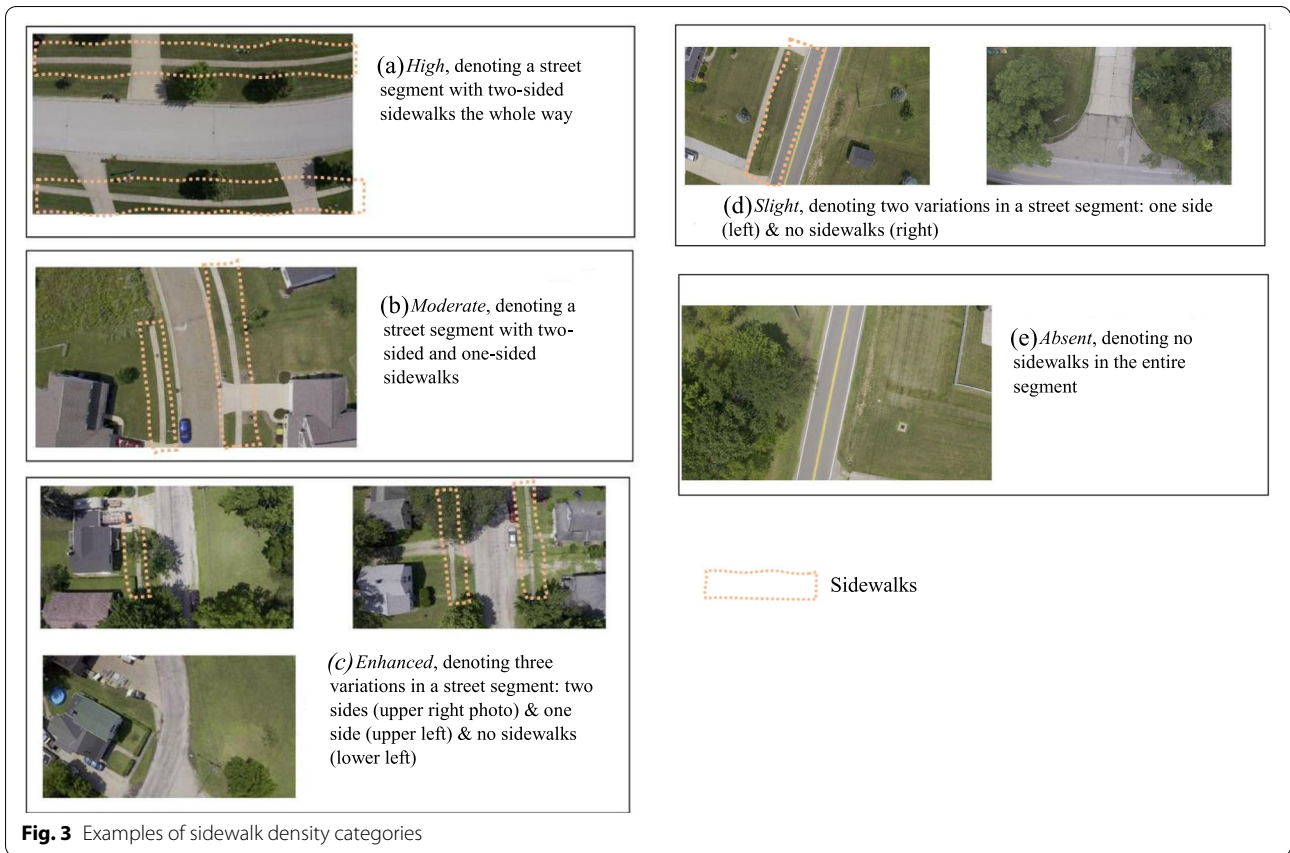 (a) High, denoting a street
segment with two-sided
sidewalks the whole way
(b) Moderate, denoting a
street segment with two-
sided and one-sided
sidewalks
(c) Enhanced, denoting three
variations in a street segment: two
sides (upper right photo) & one
side (upper left) & no sidewalks
(lower left)
(d) Slight, denoting two variations in a street segment: one side
(left) & no sidewalks (right)
(e) Absent, denoting no
sidewalks in the entire
segment
Sidewalks
Fig. 3 Examples of sidewalk density categories